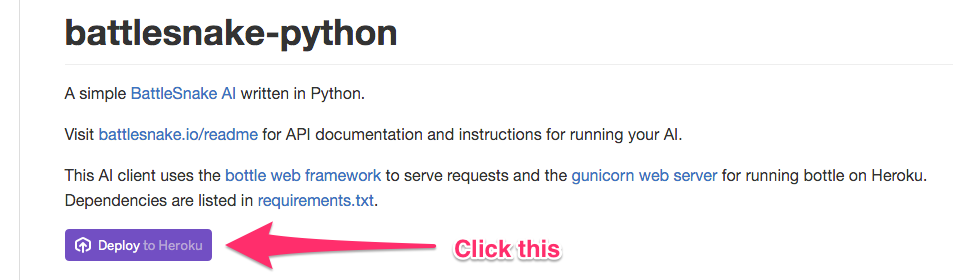 battlesnake-python
A simple BattleSnake AI written in Python.
Visit battlesnake.io/readme for API documentation and instructions for running your AI.
This AI client uses the bottle web framework to serve requests and the gunicorn web server for running bottle on Heroku.
Dependencies are listed in requirements.txt.
Deploy to Heroku
Click this